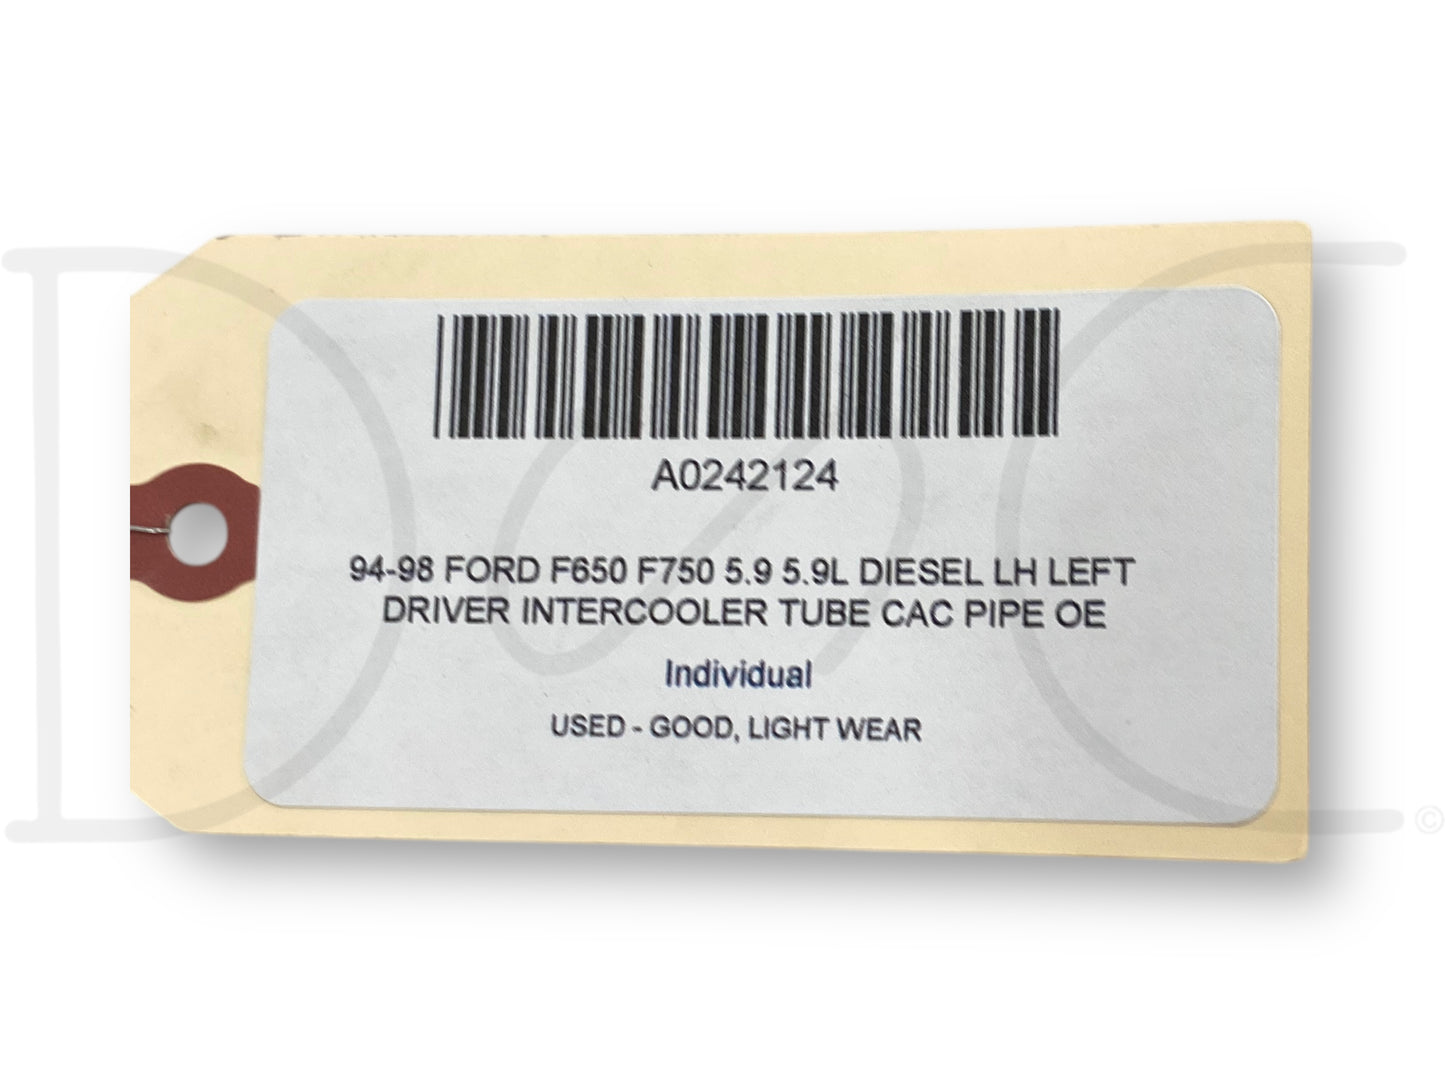 A0242124
94-98 FORD F650 F750 5.9 5.9L DIESEL LH LEFT
DRIVER INTERCOOLER TUBE CAC PIPE OE
Individual
USED - GOOD, LIGHT WEAR
©